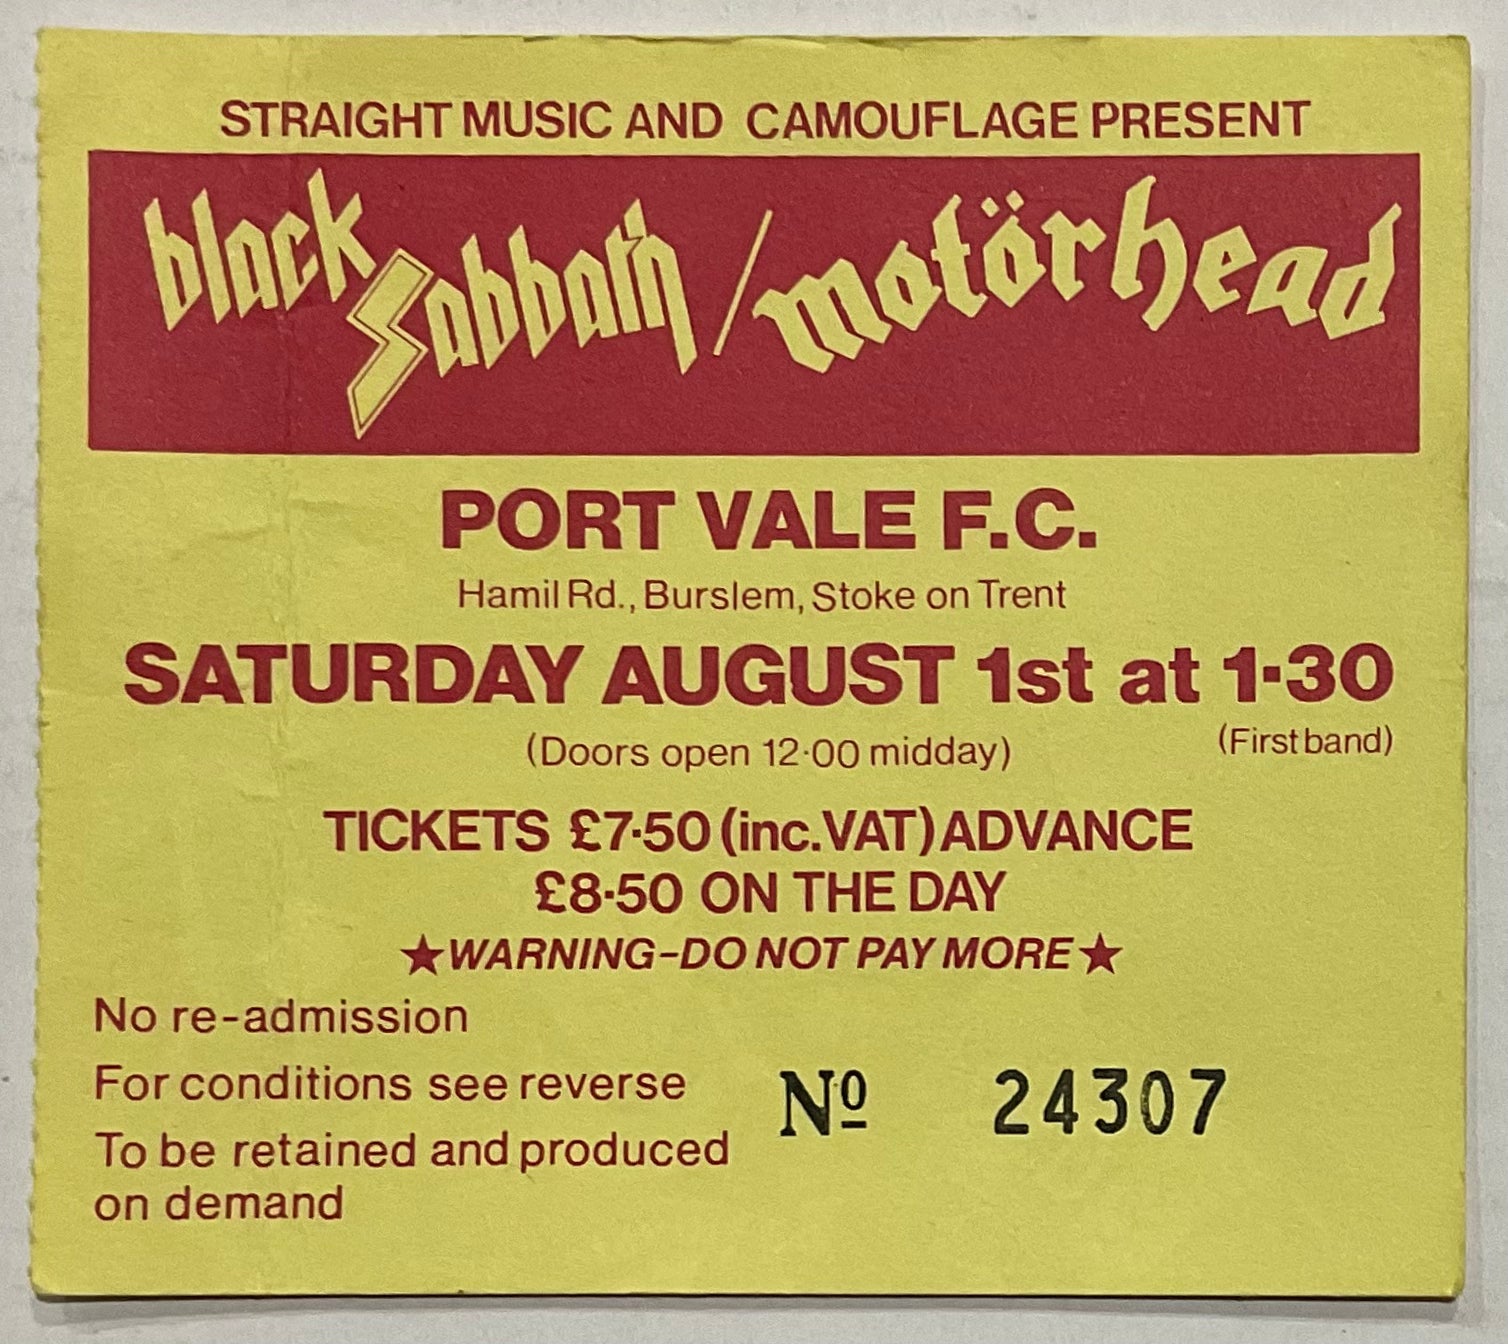 STRAIGHT MUSIC AND CAMOUFLAGE PRESENT
black Sabbath / motörhead
PORT VALE F.C.
Hamil Rd., Burslem, Stoke on Trent
SATURDAY AUGUST 1st at 1·30
(Doors open 12·00 midday) (First band)
TICKETS £7·50 (inc. VAT) ADVANCE
£8·50 ON THE DAY
★WARNING–DO NOT PAY MORE★
No re-admission
For conditions see reverse
To be retained and produced
on demand
Nº 24307